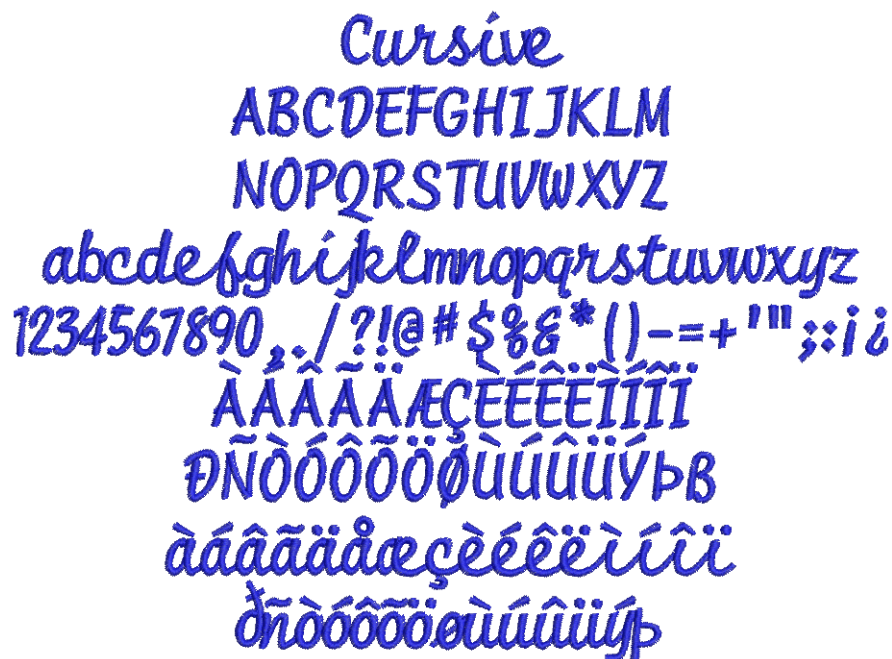 Cursive
ABCDEFGHIJKLM
NOPQRSTUVWXYZ
abcdefghijklmnopqrstuvwxyz
1234567890,./?!@#$%&*()-=+'";:¡¿
ÀÁÂÃÄÆÇÈÉÊËÌÍÎÏ
ÐÑÒÓÔÕÖØÙÚÛÜÝÞß
àáâãäåæçèéêëìíîï
ðñòóôõöøùúûüýþ